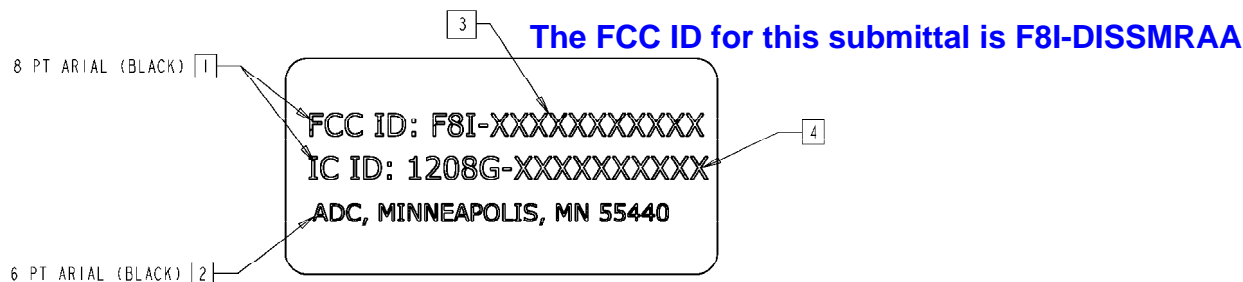 3
The FCC ID for this submittal is F8I-DISSMRAA
8 PT ARIAL (BLACK) 1
FCC ID: F8I-XXXXXXXXXXX
4
IC ID: 1208G-XXXXXXXXXX
ADC, MINNEAPOLIS, MN 55440
6 PT ARIAL (BLACK) 2